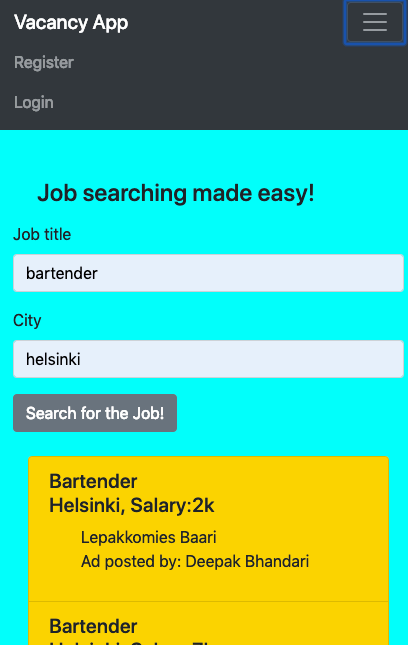 Vacancy App
Register
Login
Job searching made easy!
Job title
bartender
City
helsinki
Search for the Job!
Bartender
Helsinki, Salary:2k
Lepakkomies Baari
Ad posted by: Deepak Bhandari
Bartender